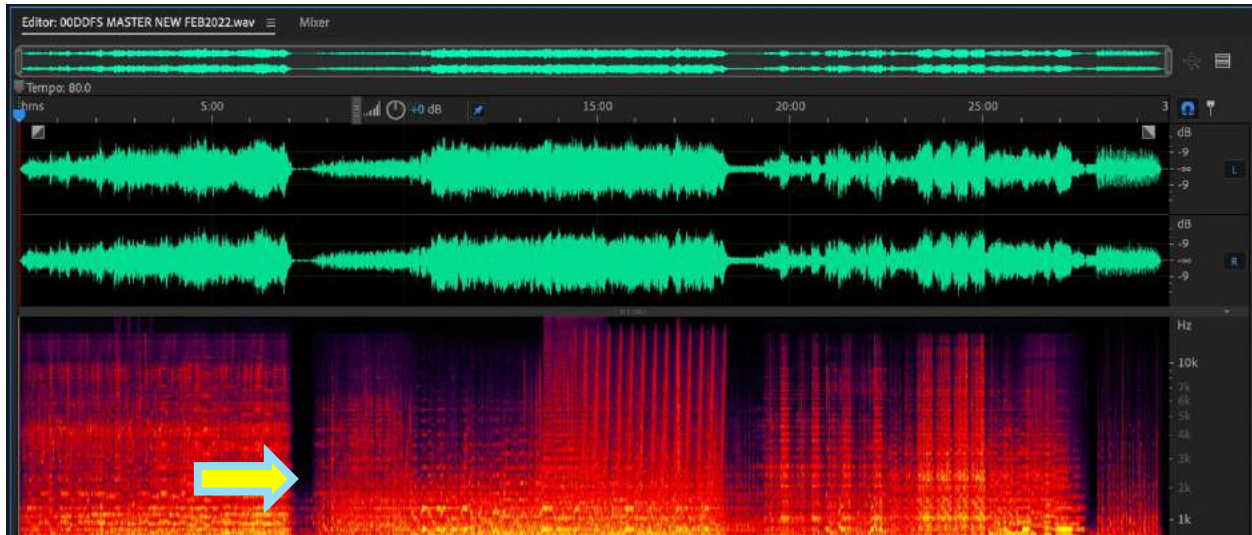 Editor: 00DDFS MASTER NEW FEB2022.wav ≡ Mixer
Tempo: 80.0
hms 5:00 +0 dB 15:00 20:00 25:00 3
dB
-9
-∞
-9
L
dB
-9
-∞
-9
R
Hz
10k
7k
6k
5k
4k
3k
2k
1k